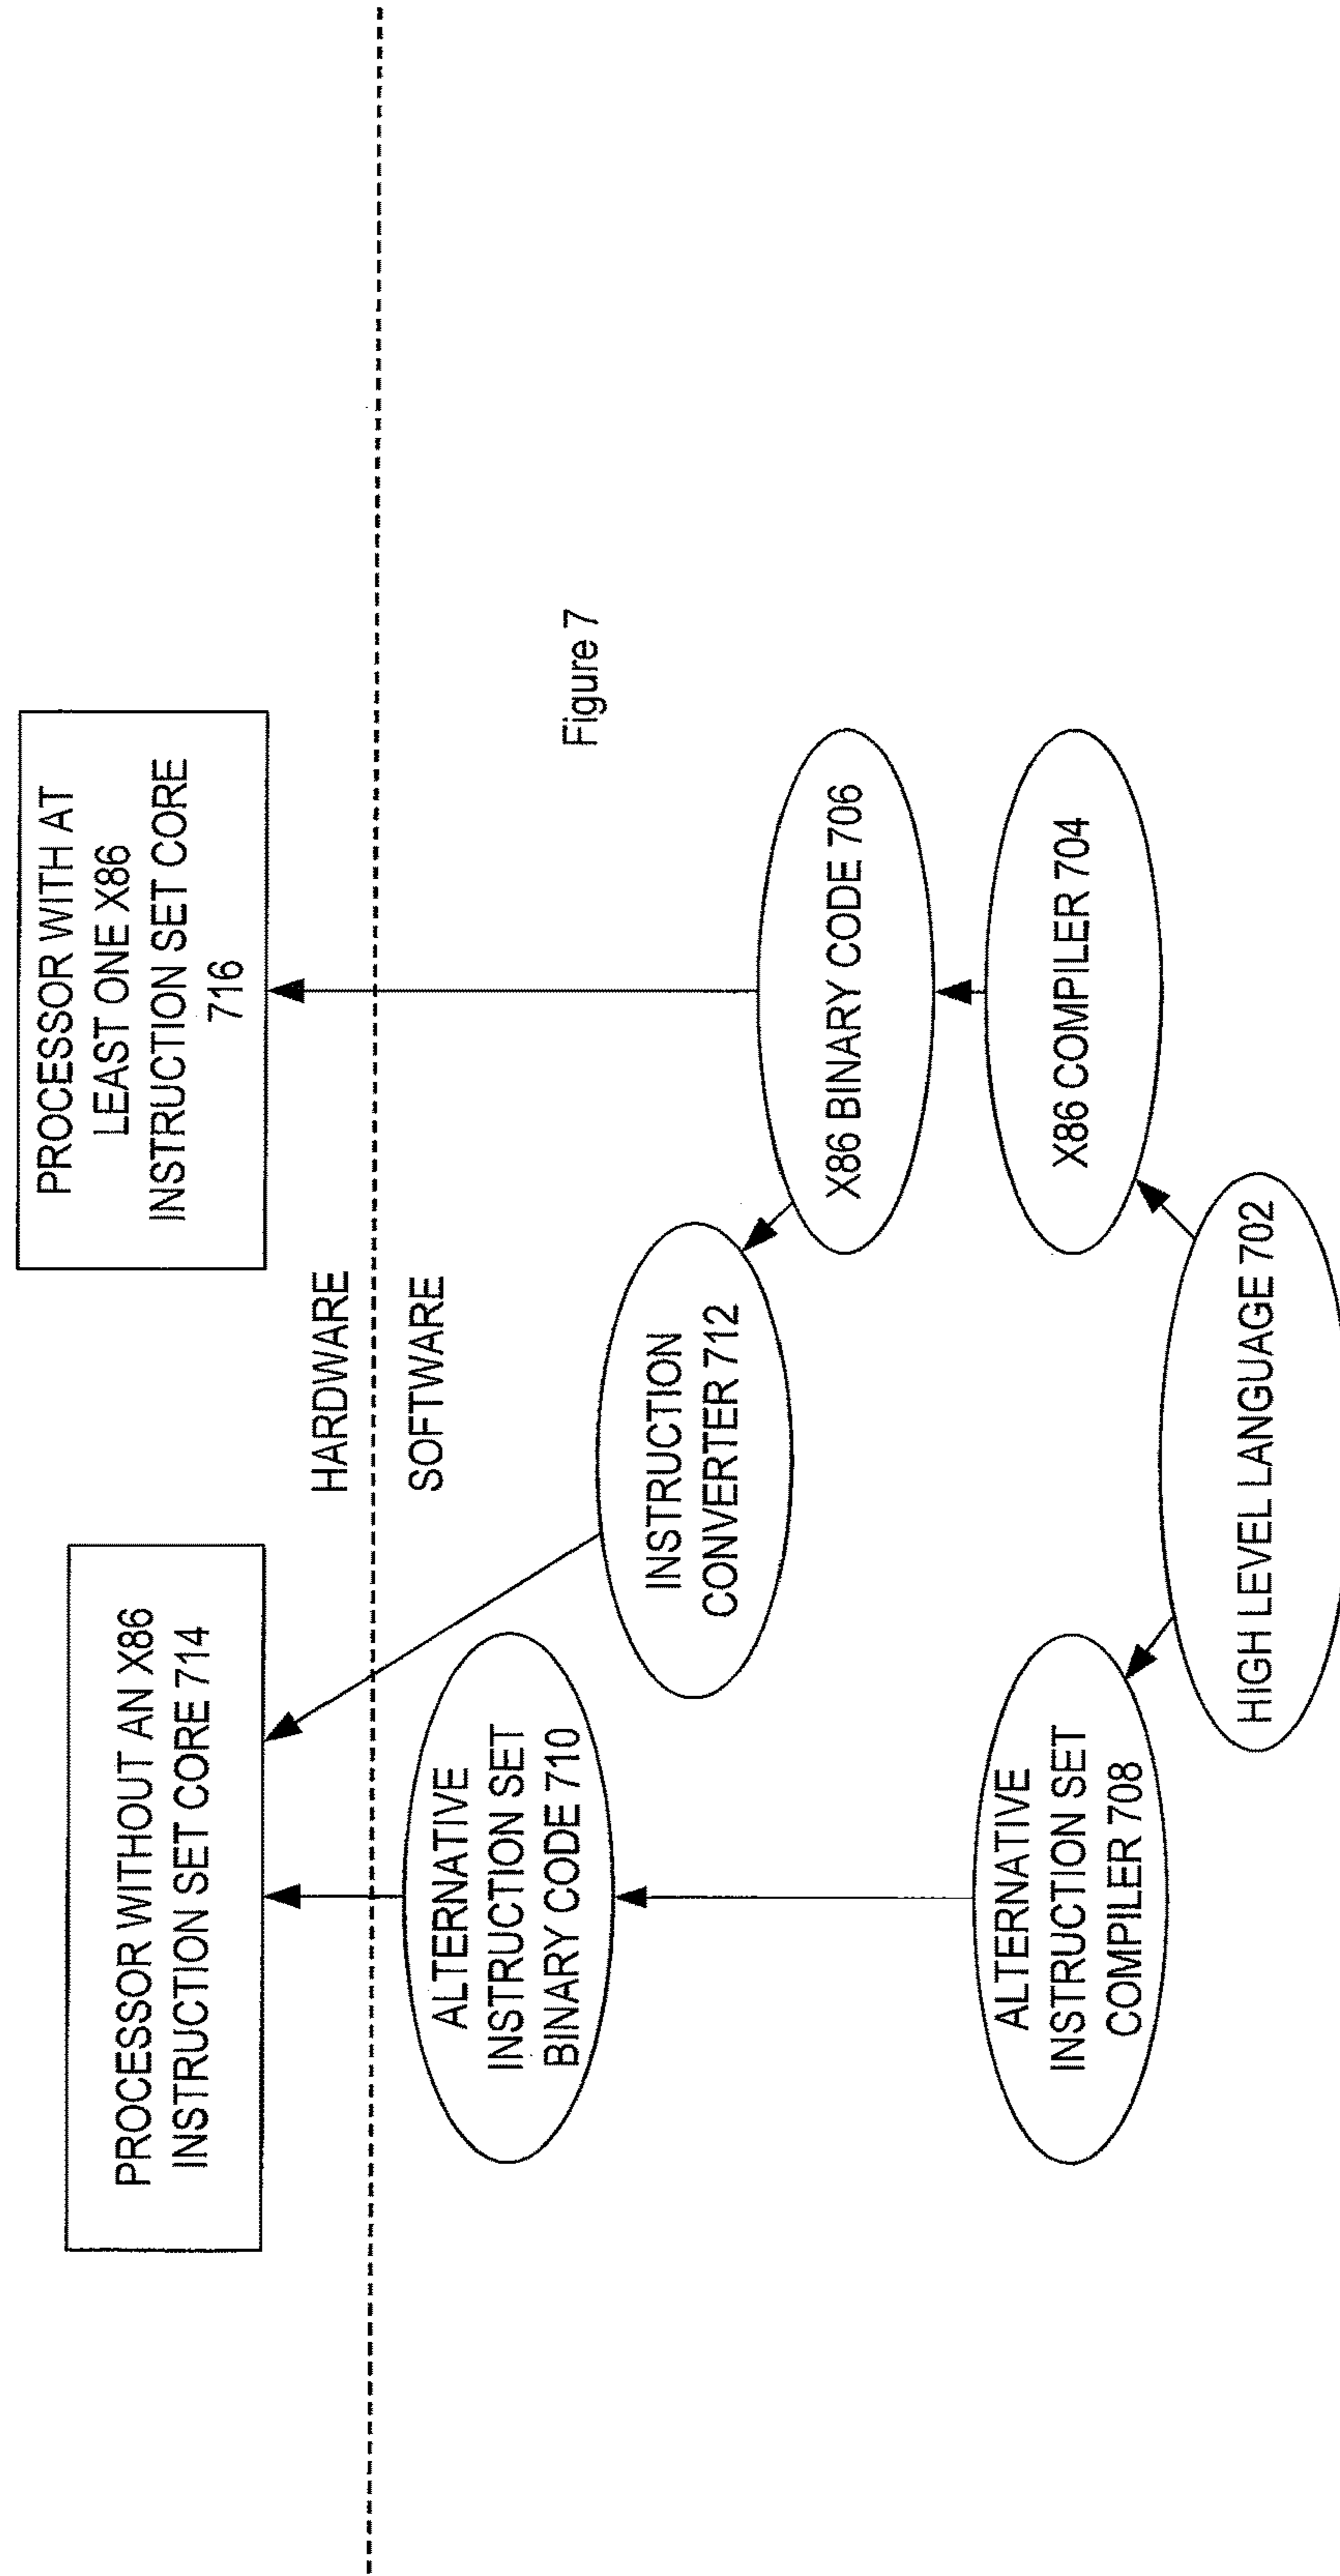 PROCESSOR WITHOUT AN X86
INSTRUCTION SET CORE 714
PROCESSOR WITH AT
LEAST ONE X86
INSTRUCTION SET CORE
716
HARDWARE
SOFTWARE
ALTERNATIVE
INSTRUCTION SET
BINARY CODE 710
INSTRUCTION
CONVERTER 712
Figure 7
X86 BINARY CODE 706
ALTERNATIVE
INSTRUCTION SET
COMPILER 708
X86 COMPILER 704
HIGH LEVEL LANGUAGE 702